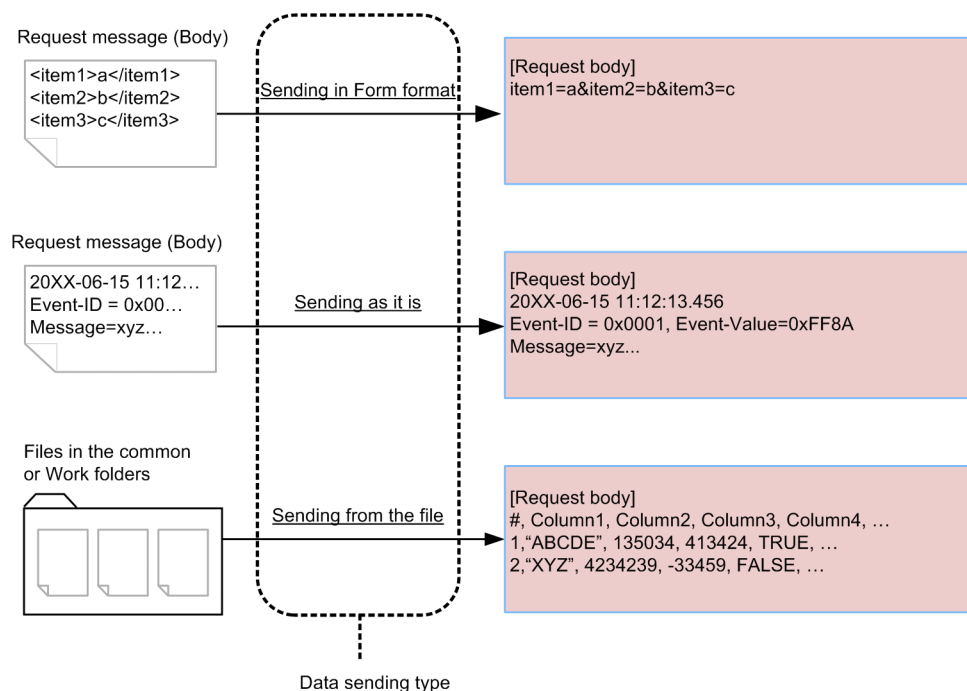 Request message (Body)
<item1>a</item1>
<item2>b</item2>
<item3>c</item3>
Sending in Form format
[Request body]
item1=a&item2=b&item3=c
Request message (Body)
20XX-06-15 11:12…
Event-ID = 0x00…
Message=xyz…
Sending as it is
[Request body]
20XX-06-15 11:12:13.456
Event-ID = 0x0001, Event-Value=0xFF8A
Message=xyz...
Files in the common
or Work folders
Sending from the file
[Request body]
#, Column1, Column2, Column3, Column4, …
1,“ABCDE”, 135034, 413424, TRUE, …
2,“XYZ”, 4234239, -33459, FALSE, …
Data sending type